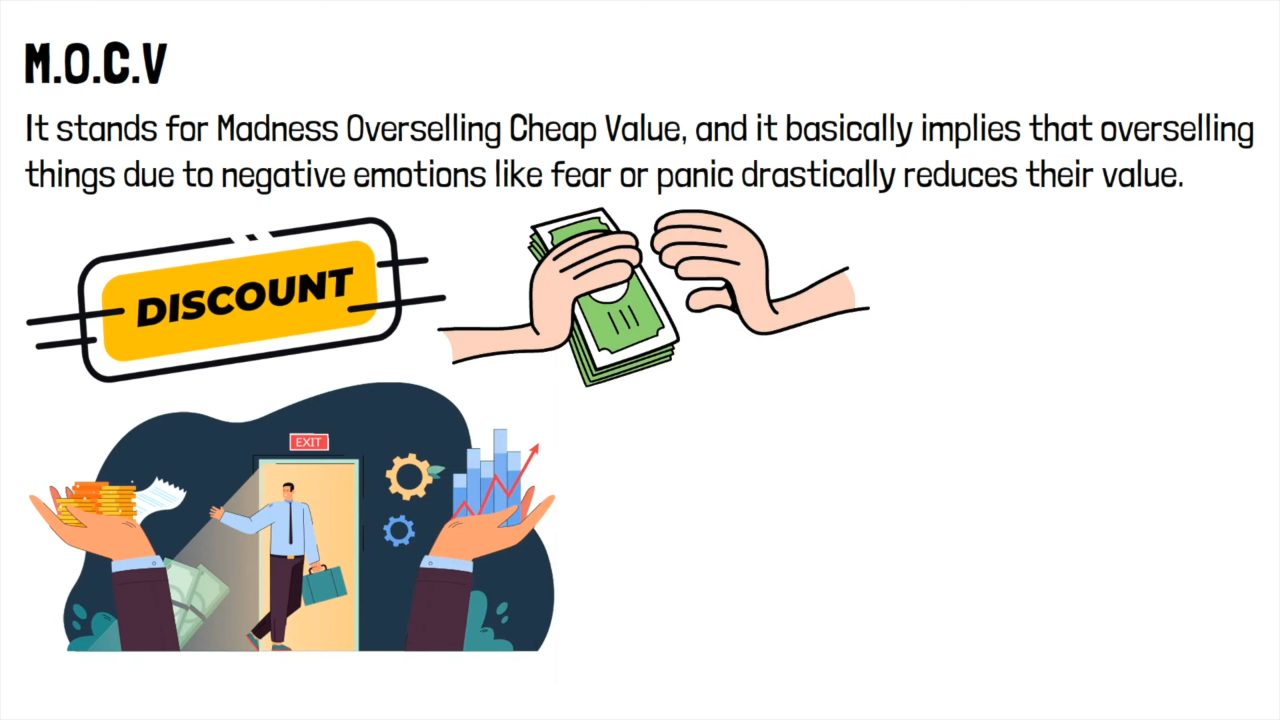 M.O.C.V
It stands for Madness Overselling Cheap Value, and it basically implies that overselling
things due to negative emotions like fear or panic drastically reduces their value.
DISCOUNT
EXIT